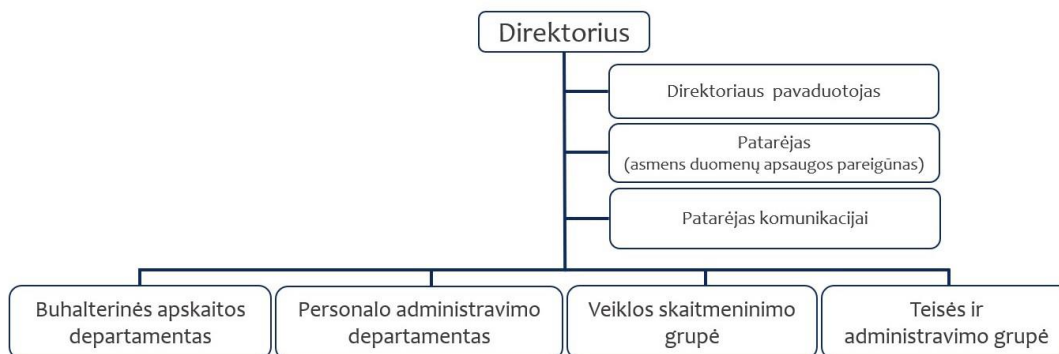 Direktorius
Direktoriaus pavaduotojas
Patarėjas
(asmens duomenų apsaugos pareigūnas)
Patarėjas komunikacijai
Buhalterinės apskaitos
departamentas
Personalo administravimo
departamentas
Veiklos skaitmeninimo
grupė
Teisės ir
administravimo grupė